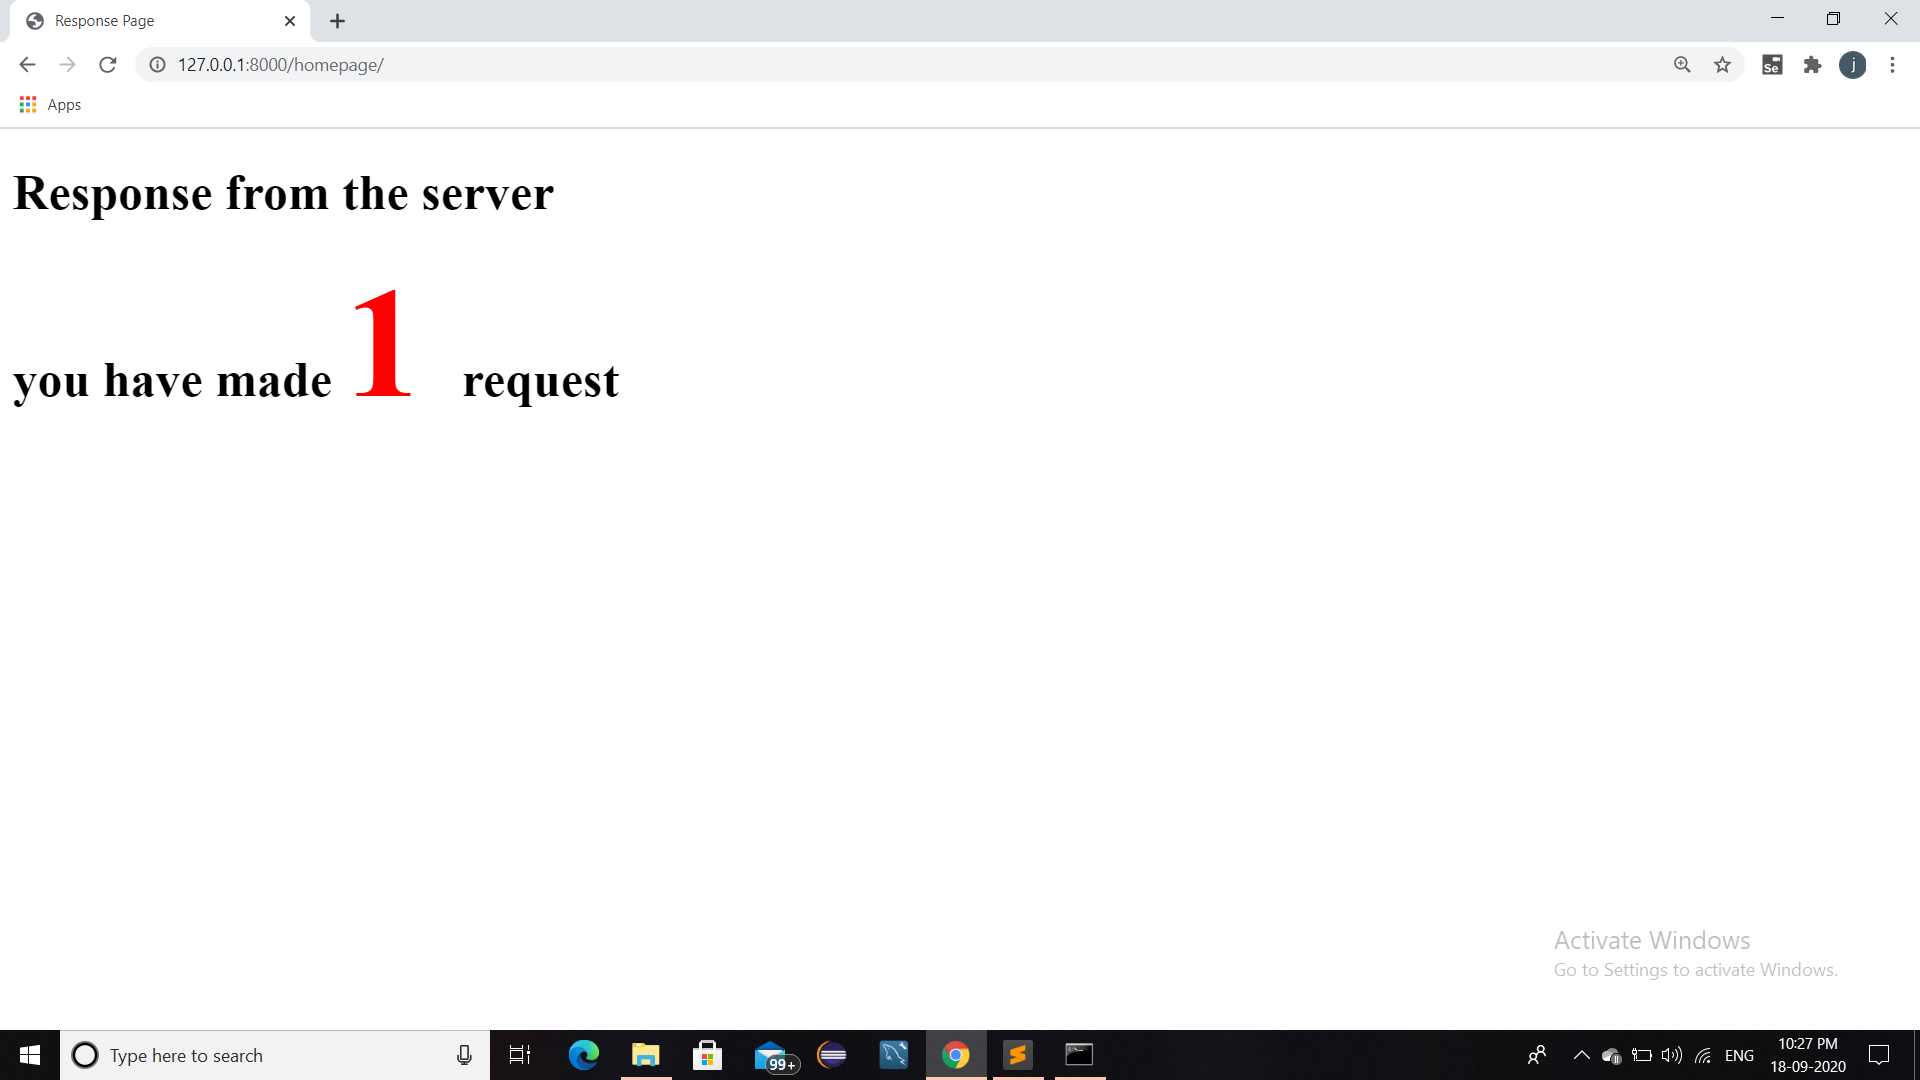 Response Page
127.0.0.1:8000/homepage/
Se
j
Apps
Response from the server
you have made 1 request
Activate Windows
Go to Settings to activate Windows.
Type here to search
99+
ENG
10:27 PM
18-09-2020